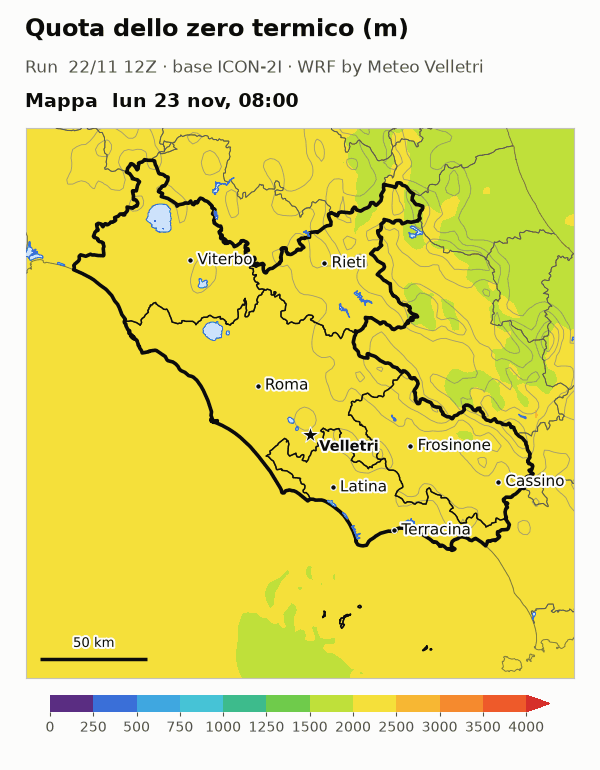 Quota dello zero termico (m)
Run 22/11 12Z · base ICON-2I · WRF by Meteo Velletri
Mappa lun 23 nov, 08:00
Viterbo
Rieti
Roma
Velletri
Frosinone
Cassino
Latina
Terracina
50 km
0 250 500 750 1000 1250 1500 2000 2500 3000 3500 4000